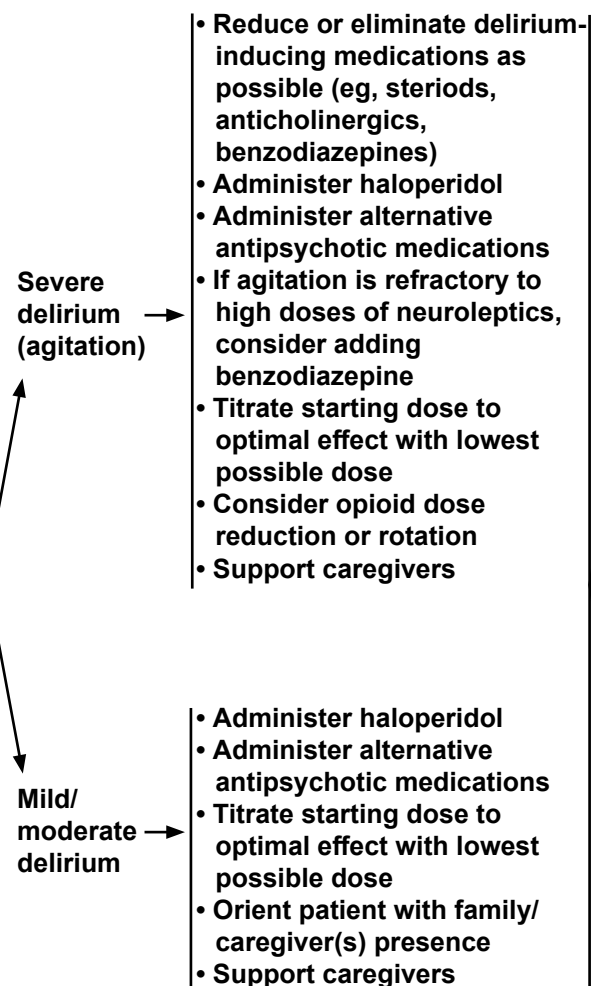 Severe
delirium
(agitation)
• Reduce or eliminate delirium-
inducing medications as
possible (eg, steriods,
anticholinergics,
benzodiazepines)
• Administer haloperidol
• Administer alternative
antipsychotic medications
• If agitation is refractory to
high doses of neuroleptics,
consider adding
benzodiazepine
• Titrate starting dose to
optimal effect with lowest
possible dose
• Consider opioid dose
reduction or rotation
• Support caregivers
Mild/
moderate
delirium
• Administer haloperidol
• Administer alternative
antipsychotic medications
• Titrate starting dose to
optimal effect with lowest
possible dose
• Orient patient with family/
caregiver(s) presence
• Support caregivers